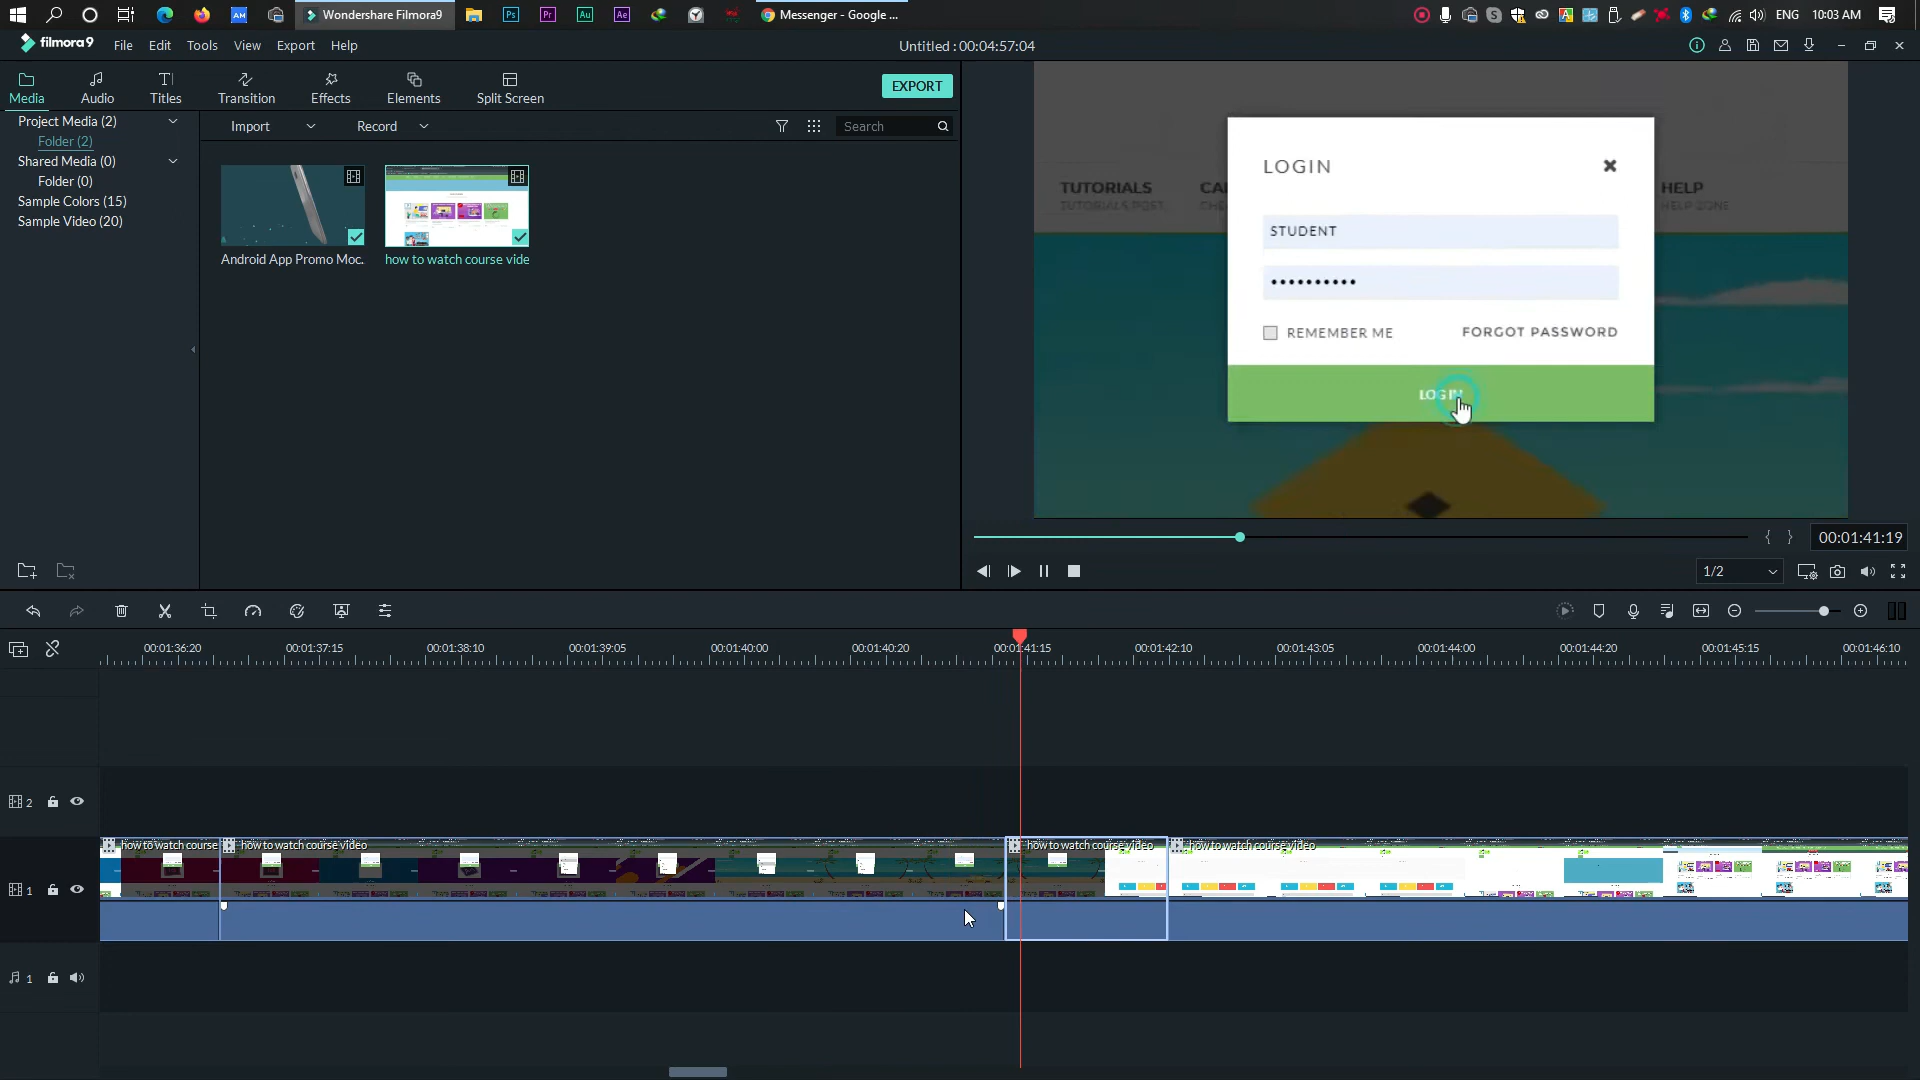 Wondershare Filmora9
Ps
Pr
Au
Ae
Messenger - Google ...
ENG
10:03 AM
filmora9
File
Edit
Tools
View
Export
Help
Untitled : 00:04:57:04
Media
Audio
Titles
Transition
Effects
Elements
Split Screen
EXPORT
Project Media (2)
Folder (2)
Shared Media (0)
Folder (0)
Sample Colors (15)
Sample Video (20)
Import
Record
Search
Android App Promo Moc.
how to watch course vide
LOGIN
STUDENT
REMEMBER ME
FORGOT PASSWORD
LOGIN
TUTORIALS
TUTORIALS POST
CA
HELP
HELP ZONE
1/2
00:01:41:19
00:01:36:20
00:01:37:15
00:01:38:10
00:01:39:05
00:01:40:00
00:01:40:20
00:01:41:15
00:01:42:10
00:01:43:05
00:01:44:00
00:01:44:20
00:01:45:15
00:01:46:10
2
how to watch course
how to watch course video
how to watch course video
how to watch course video
1
1